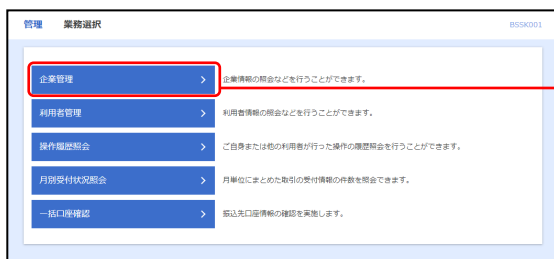 管理 業務選択 BSSK001
企業管理 企業情報の照会などを行うことができます。
利用者管理 利用者情報の照会などを行うことができます。
操作履歴照会 ご自身または他の利用者が行った操作の履歴照会を行うことができます。
月別受付状況照会 月単位にまとめた取引の受付情報の件数を照会できます。
一括口座確認 振込先口座情報の確認を実施します。